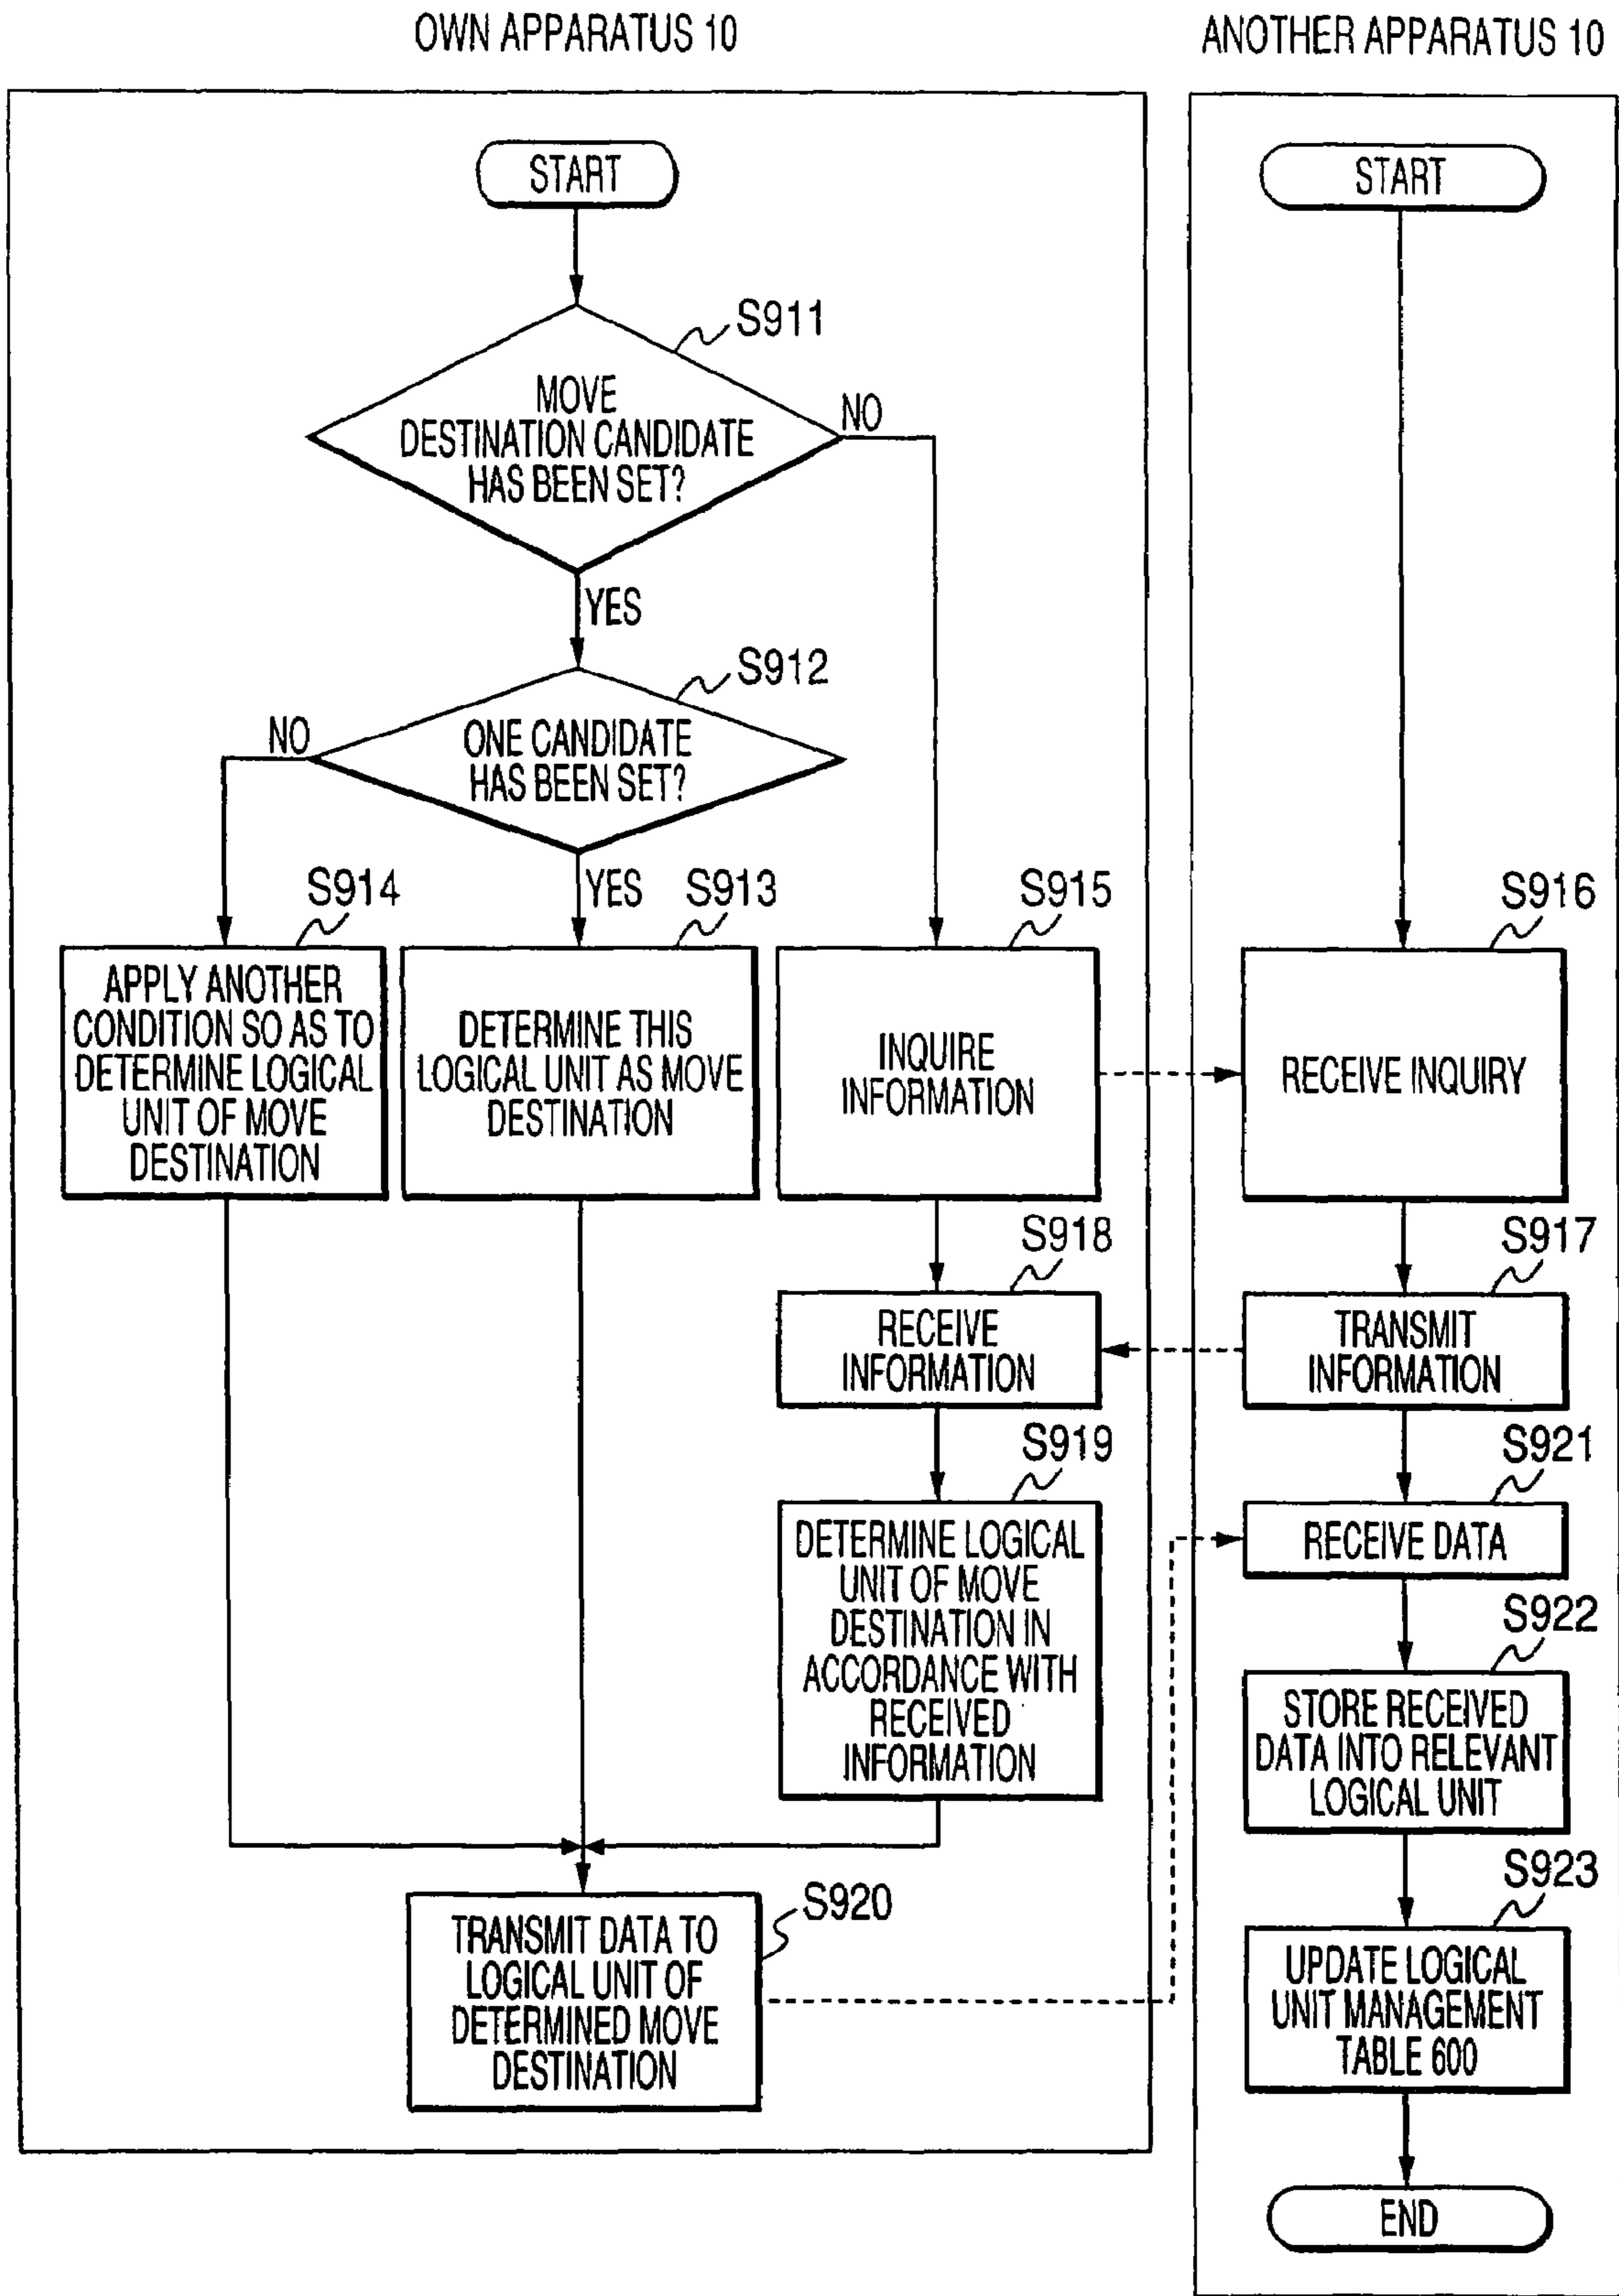 OWN APPARATUS 10
ANOTHER APPARATUS 10
START
START
S911
MOVE
DESTINATION CANDIDATE
HAS BEEN SET?
NO
YES
S912
ONE CANDIDATE
HAS BEEN SET?
NO
YES
S914
APPLY ANOTHER
CONDITION SO AS TO
DETERMINE LOGICAL
UNIT OF MOVE
DESTINATION
S913
DETERMINE THIS
LOGICAL UNIT AS MOVE
DESTINATION
S915
INQUIRE
INFORMATION
S916
RECEIVE INQUIRY
S918
RECEIVE
INFORMATION
S917
TRANSMIT
INFORMATION
S919
DETERMINE LOGICAL
UNIT OF MOVE
DESTINATION IN
ACCORDANCE WITH
RECEIVED
INFORMATION
S921
RECEIVE DATA
S922
STORE RECEIVED
DATA INTO RELEVANT
LOGICAL UNIT
S920
TRANSMIT DATA TO
LOGICAL UNIT OF
DETERMINED MOVE
DESTINATION
S923
UPDATE LOGICAL
UNIT MANAGEMENT
TABLE 600
END